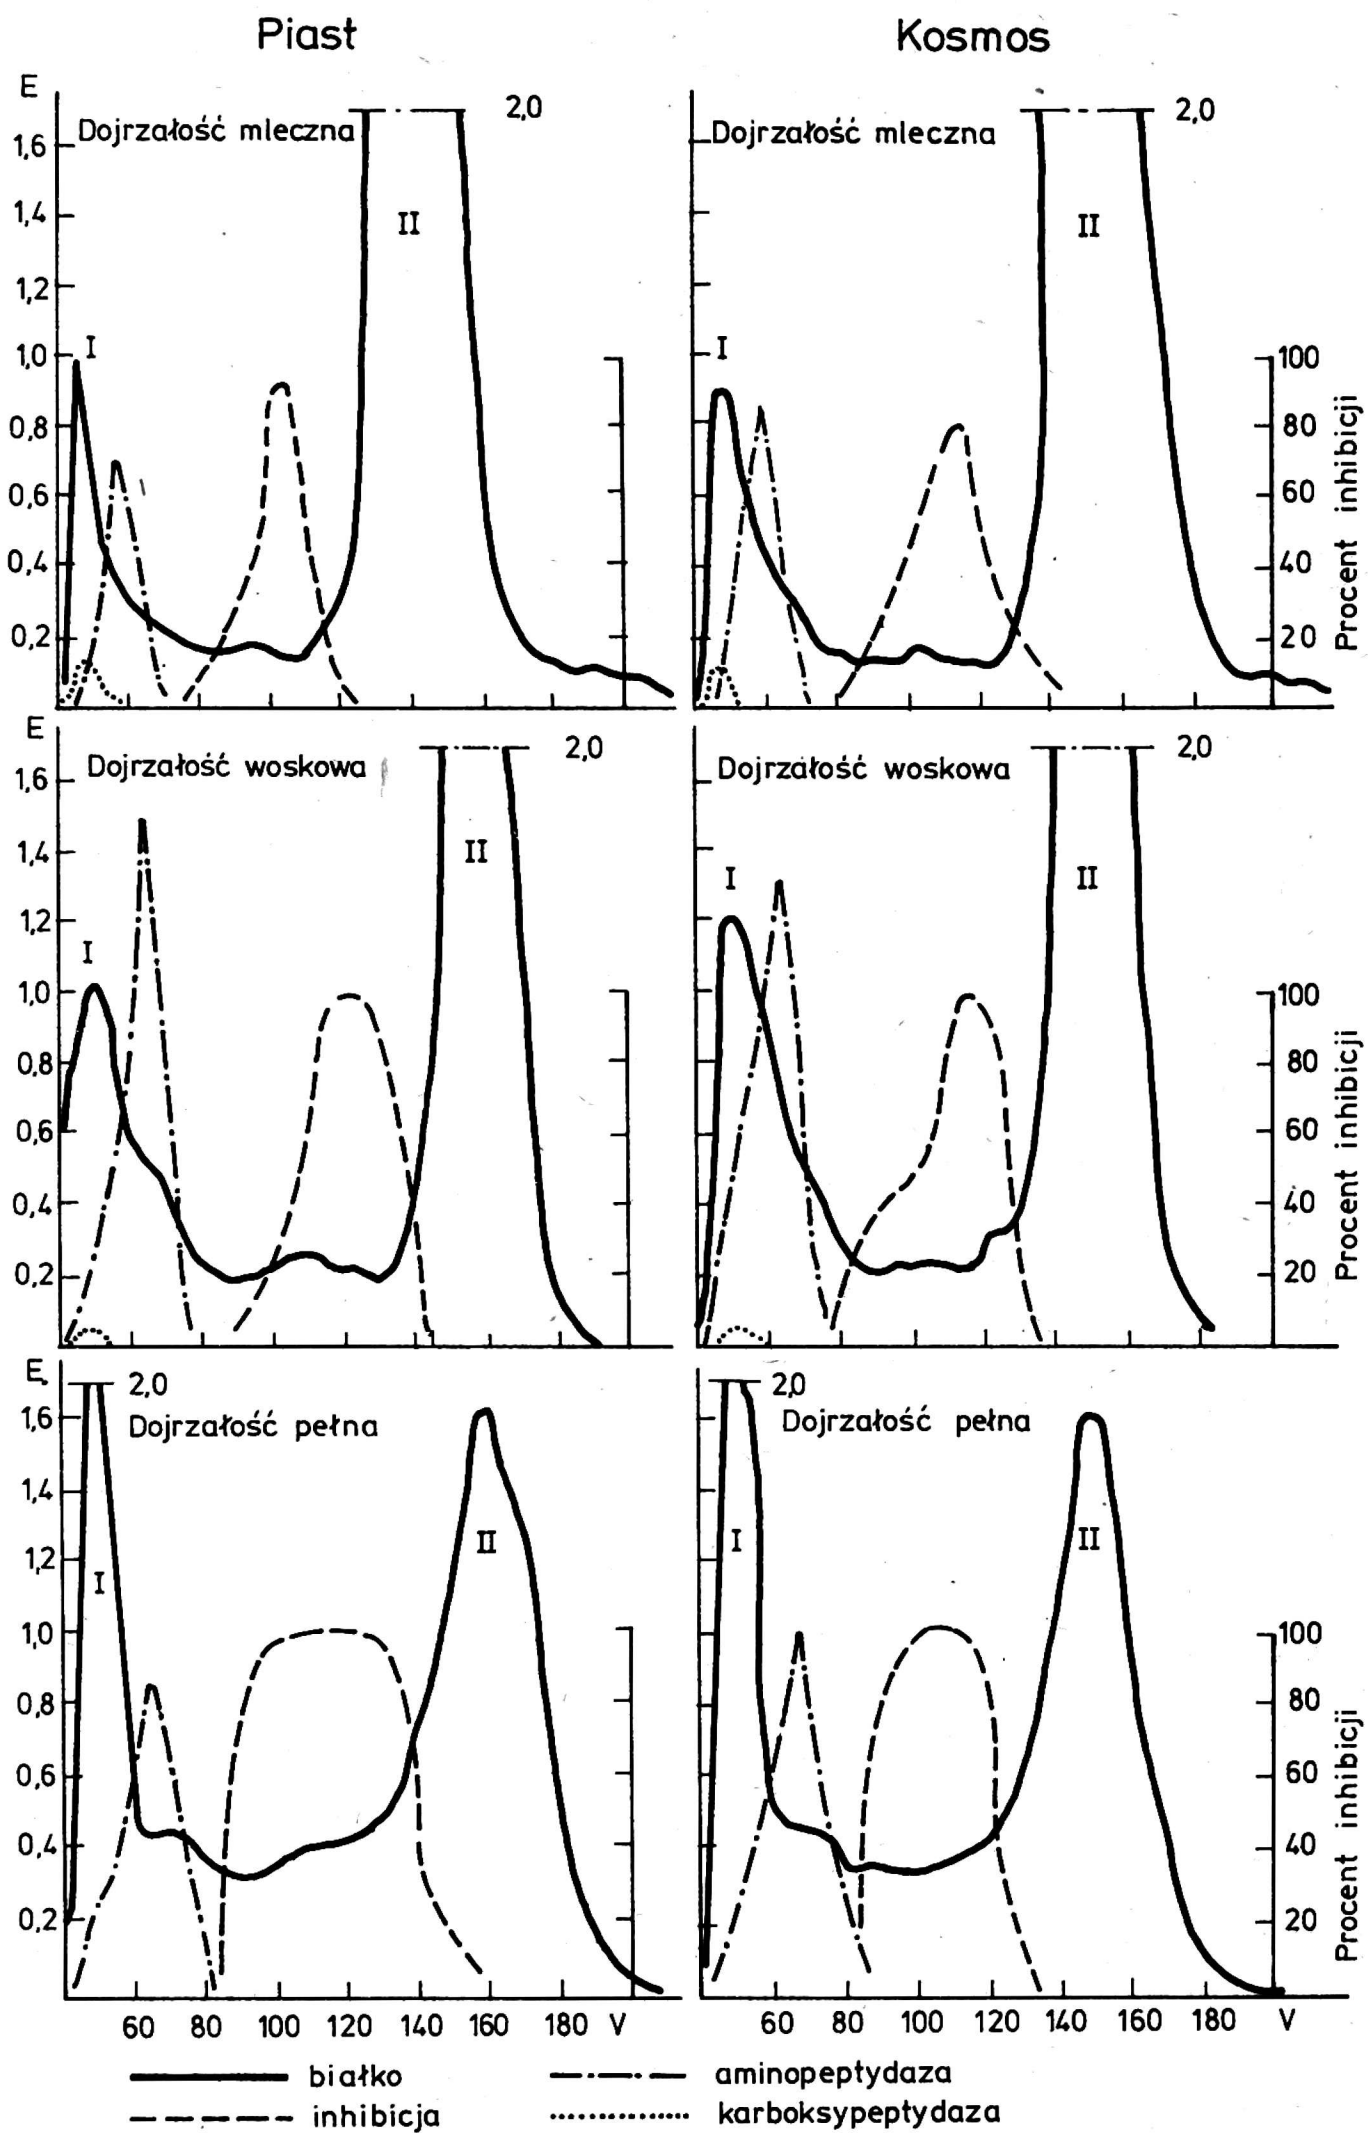 Piast
Kosmos
E
Dojrzałość mleczna
2,0
Dojrzałość mleczna
2,0
1,6
1,4
II
II
1,2
1,0
I
I
100
0,8
80
0,6
60
0,4
40
0,2
20
Procent inhibicji
E
Dojrzałość woskowa
2,0
Dojrzałość woskowa
2,0
1,6
1,4
II
I
II
1,2
I
1,0
100
0,8
80
0,6
60
0,4
40
0,2
20
Procent inhibicji
E
2,0
2,0
Dojrzałość pełna
Dojrzałość pełna
1,6
1,4
II
I
II
1,2
I
1,0
100
0,8
80
0,6
60
0,4
40
0,2
20
Procent inhibicji
60 80 100 120 140 160 180 V
60 80 100 120 140 160 180 V
białko
aminopeptydaza
inhibicja
karboksypeptydaza